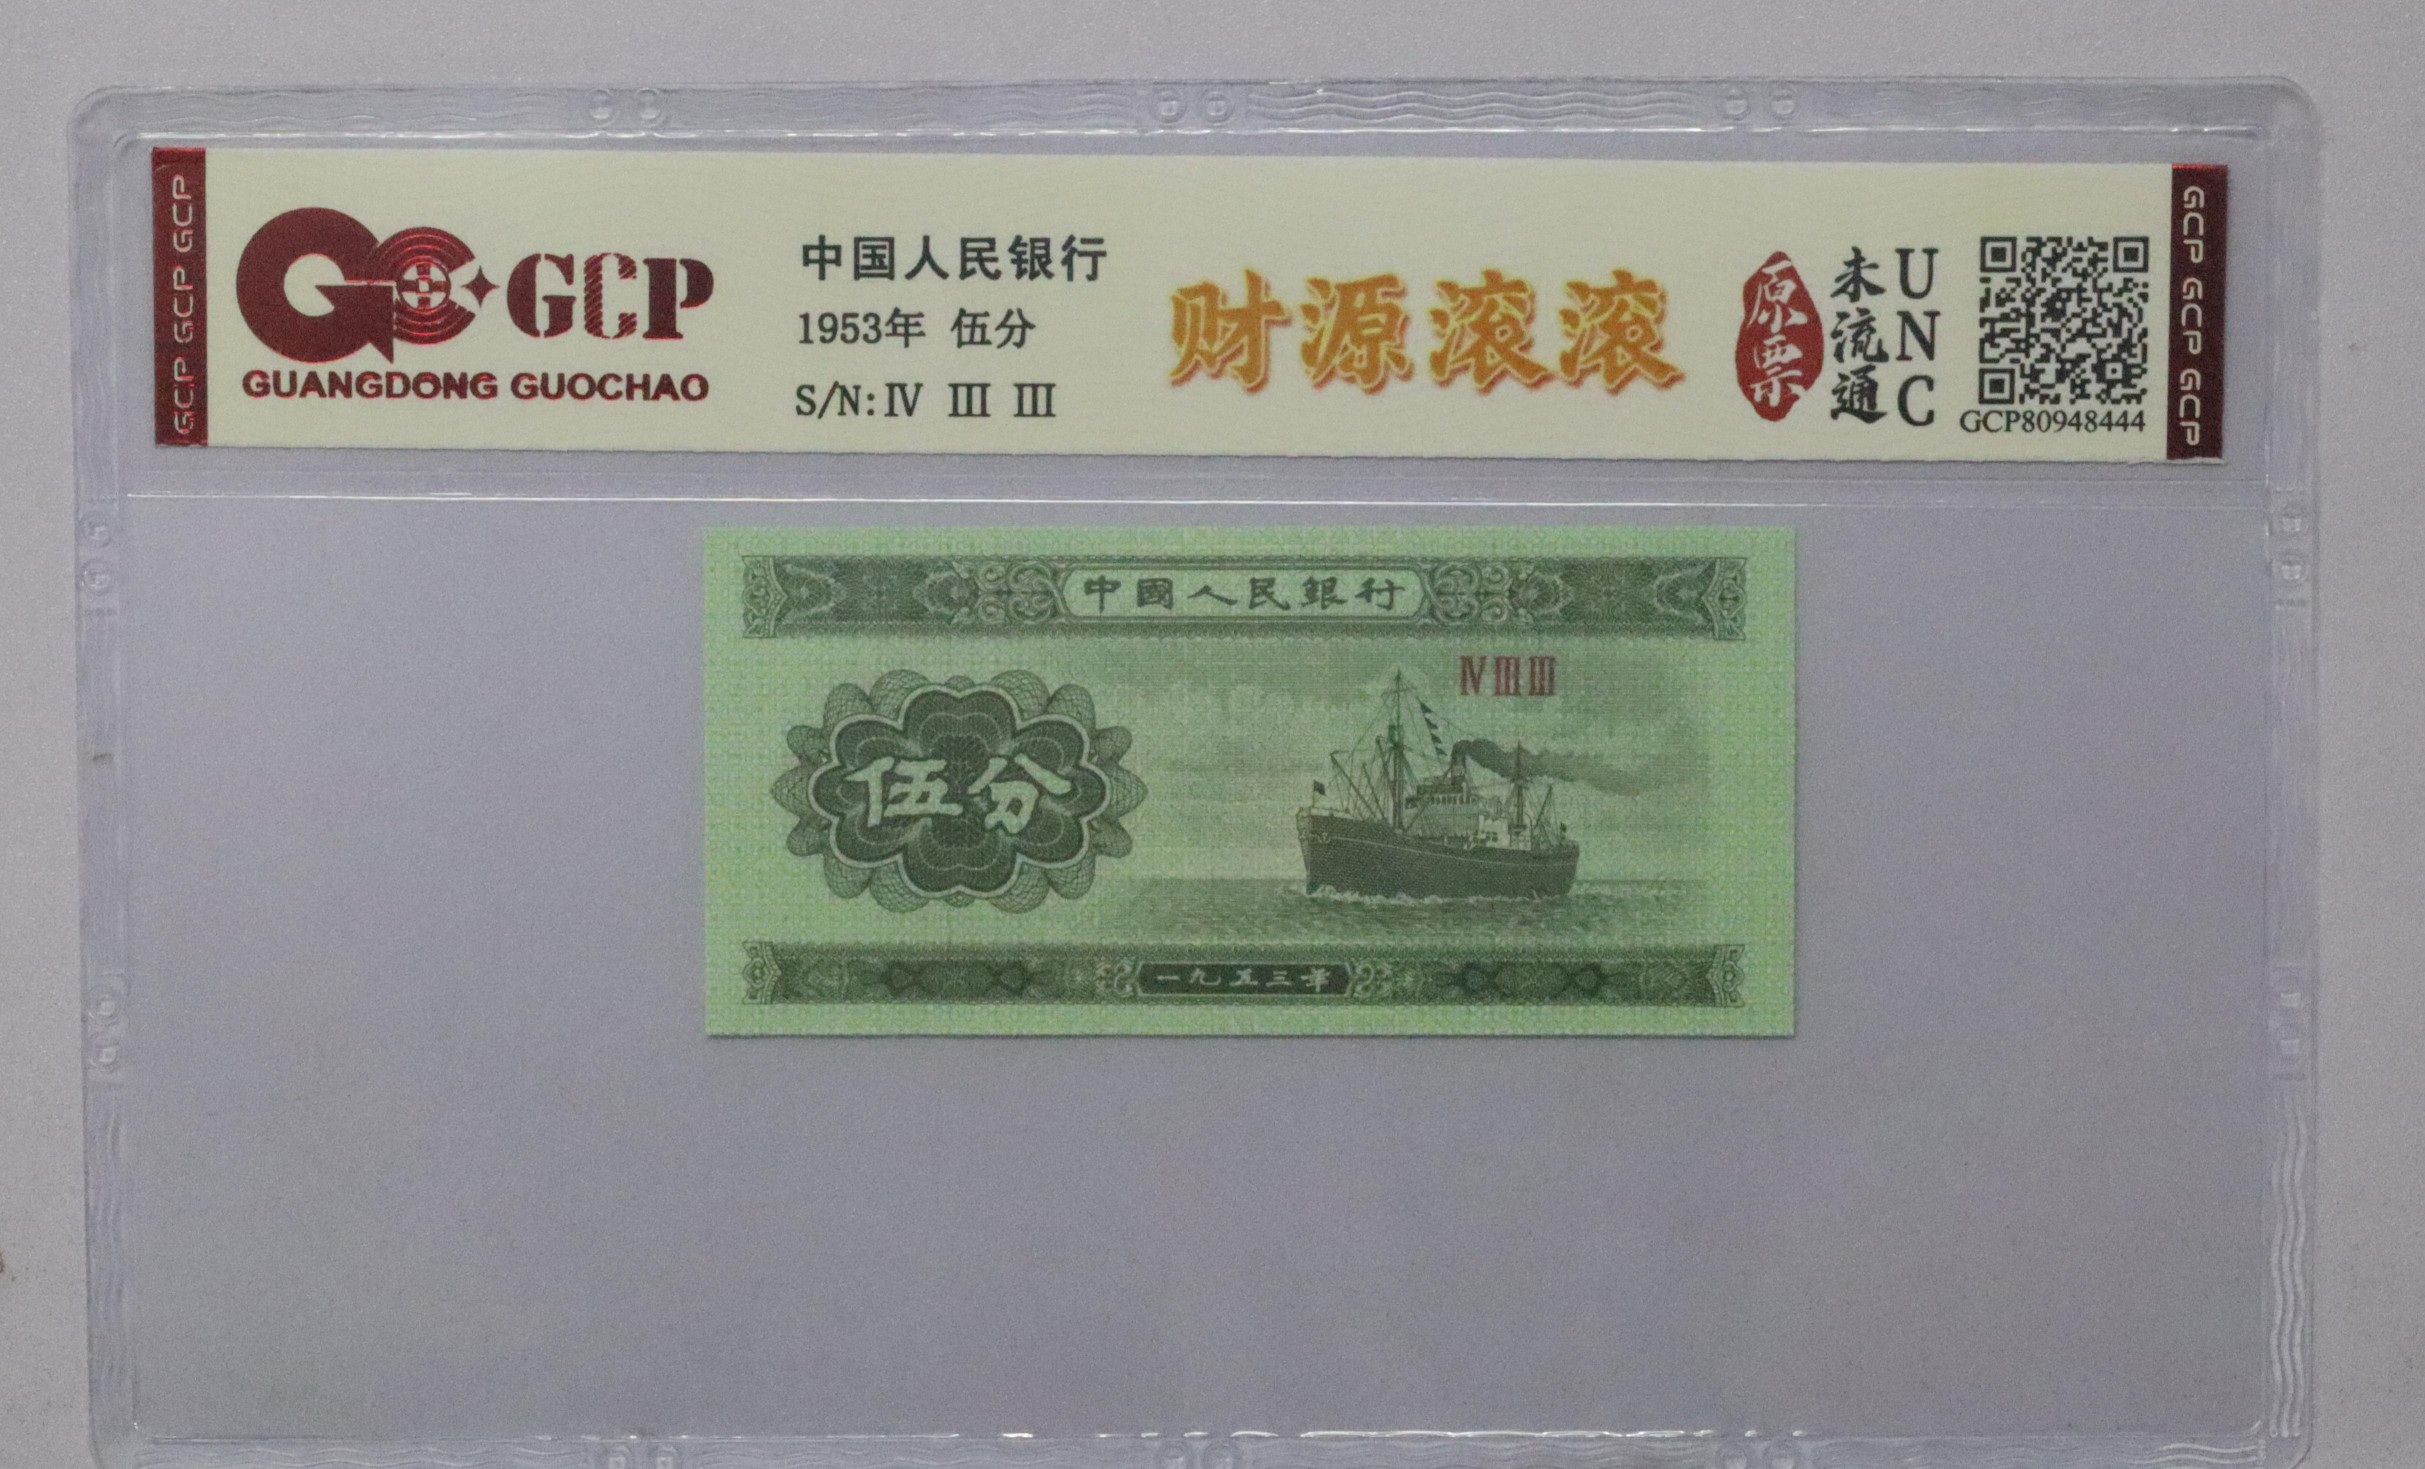 GCP GCP GCP
GCP
GUANGDONG GUOCHAO
中国人民银行
1953年 伍分
S/N:Ⅳ Ⅲ Ⅲ
财源滚滚
原票
未流通
UNC
GCP80948444
GCP GCP GCP
中國人民銀行
ⅣⅢⅢ
伍分
一九五三年